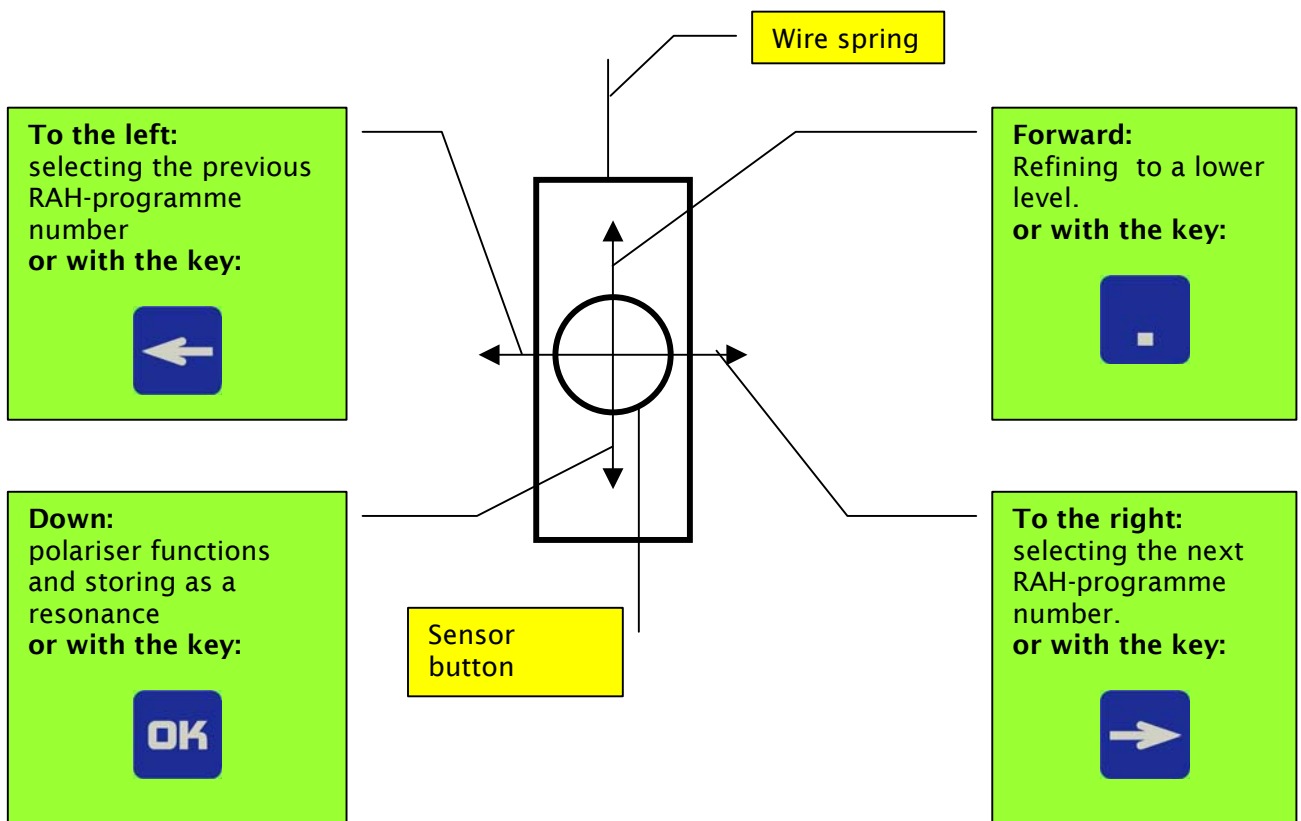 Wire spring
To the left:
selecting the previous
RAH-programme
number
or with the key:
Forward:
Refining  to a lower
level.
or with the key:
.
Down:
polariser functions
and storing as a
resonance
or with the key:
OK
Sensor
button
To the right:
selecting the next
RAH-programme
number.
or with the key: